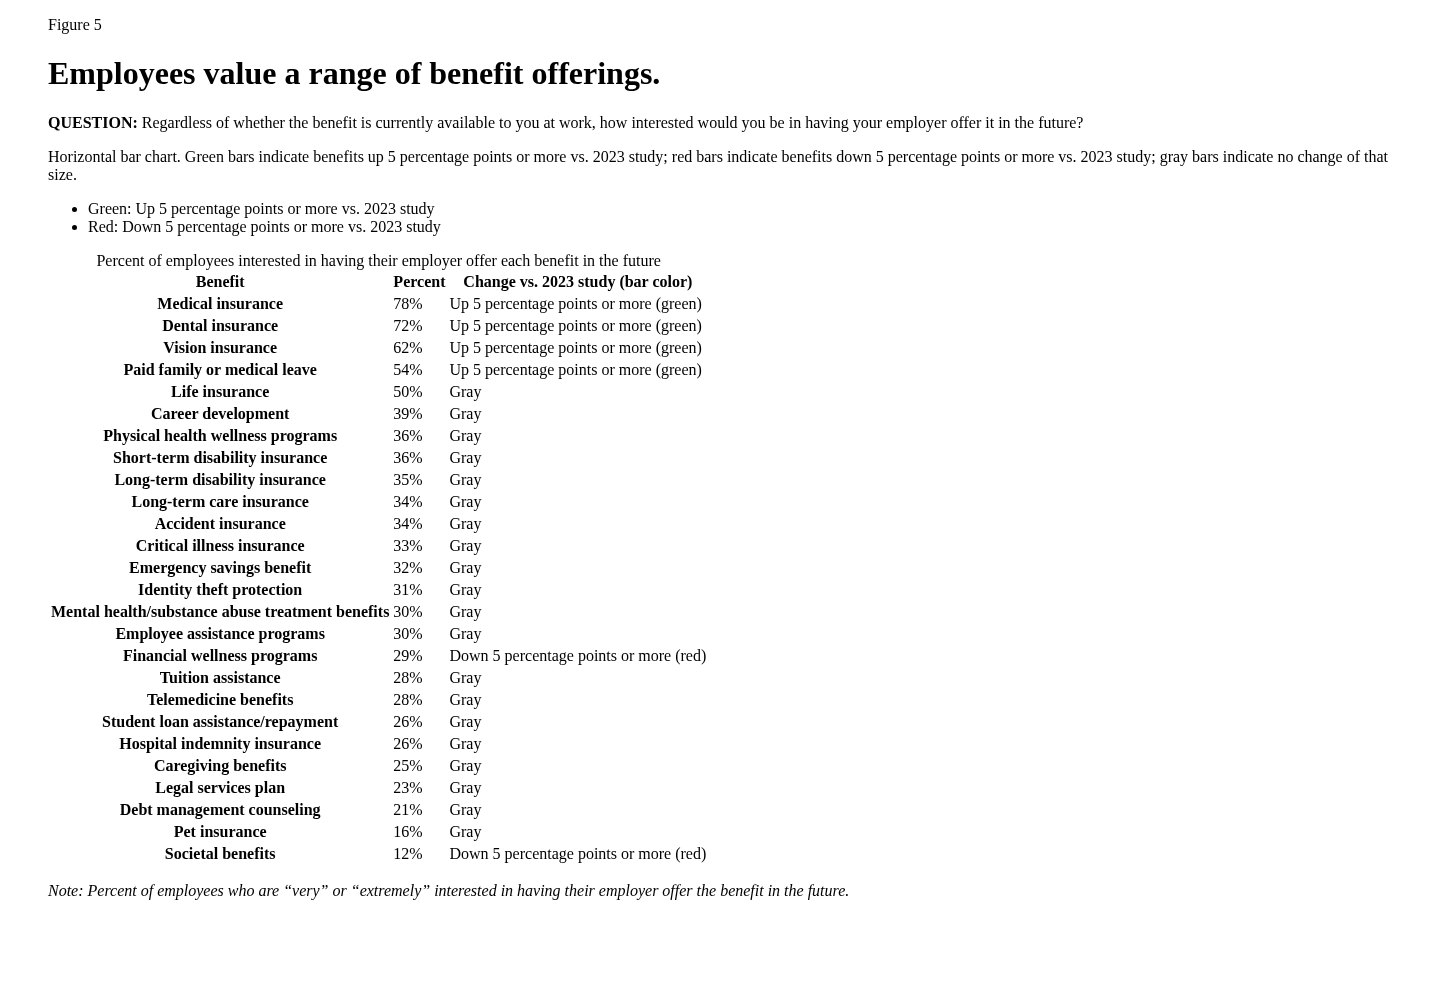 Figure 5
Employees value a range of benefit offerings.
QUESTION: Regardless of whether the benefit is currently available to you at work, how interested would you be in having your employer offer it in the future?
Horizontal bar chart. Green bars indicate benefits up 5 percentage points or more vs. 2023 study; red bars indicate benefits down 5 percentage points or more vs. 2023 study; gray bars indicate no change of that
size.
• Green: Up 5 percentage points or more vs. 2023 study
• Red: Down 5 percentage points or more vs. 2023 study
Percent of employees interested in having their employer offer each benefit in the future
Benefit Percent Change vs. 2023 study (bar color)
Medical insurance 78% Up 5 percentage points or more (green)
Dental insurance 72% Up 5 percentage points or more (green)
Vision insurance 62% Up 5 percentage points or more (green)
Paid family or medical leave 54% Up 5 percentage points or more (green)
Life insurance 50% Gray
Career development 39% Gray
Physical health wellness programs 36% Gray
Short-term disability insurance 36% Gray
Long-term disability insurance 35% Gray
Long-term care insurance 34% Gray
Accident insurance 34% Gray
Critical illness insurance 33% Gray
Emergency savings benefit 32% Gray
Identity theft protection 31% Gray
Mental health/substance abuse treatment benefits 30% Gray
Employee assistance programs 30% Gray
Financial wellness programs 29% Down 5 percentage points or more (red)
Tuition assistance 28% Gray
Telemedicine benefits 28% Gray
Student loan assistance/repayment 26% Gray
Hospital indemnity insurance 26% Gray
Caregiving benefits 25% Gray
Legal services plan 23% Gray
Debt management counseling 21% Gray
Pet insurance 16% Gray
Societal benefits 12% Down 5 percentage points or more (red)
Note: Percent of employees who are “very” or “extremely” interested in having their employer offer the benefit in the future.